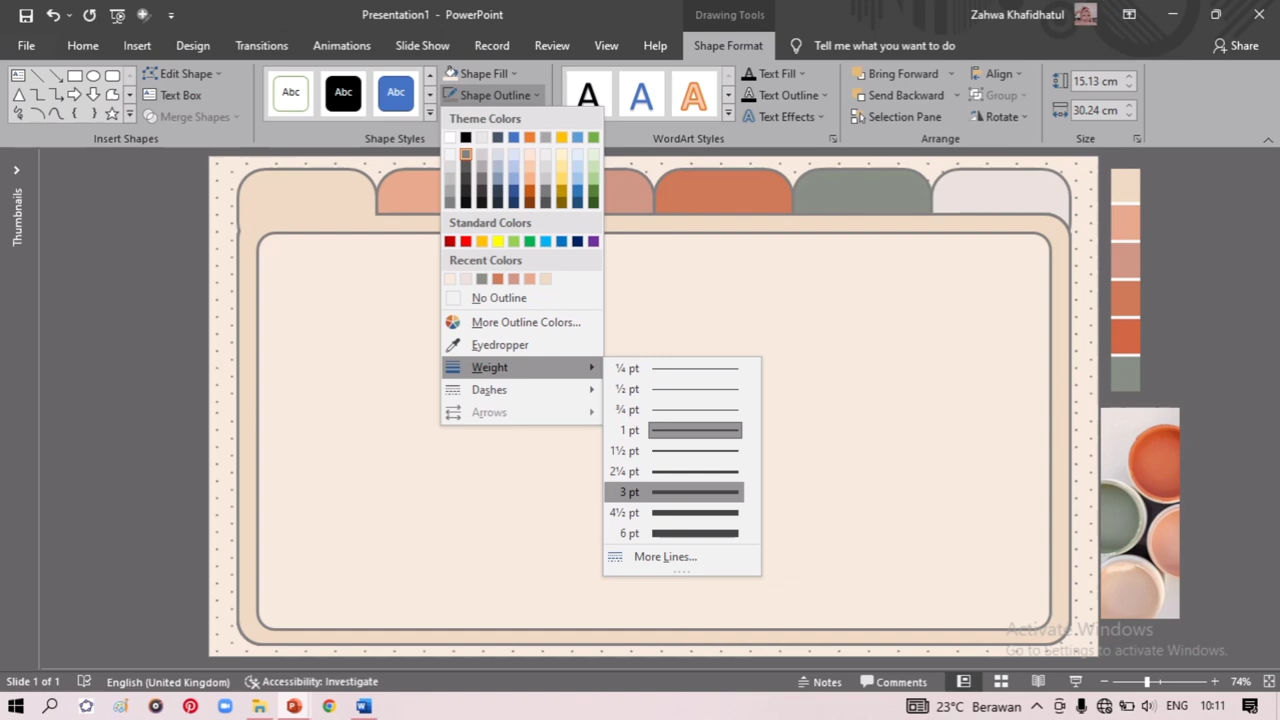 Presentation1 - PowerPoint
Drawing Tools
Zahwa Khafidhatul
File Home Insert Design Transitions Animations Slide Show Record Review View Help Shape Format Tell me what you want to do Share
Edit Shape
Text Box
Merge Shapes
Insert Shapes
Abc Abc Abc
Shape Fill
Shape Outline
Shape Styles
A A A
Text Fill
Text Outline
Text Effects
WordArt Styles
Bring Forward
Send Backward
Selection Pane
Align
Group
Rotate
Arrange
15.13 cm
30.24 cm
Size
Thumbnails
Theme Colors
Standard Colors
Recent Colors
No Outline
More Outline Colors...
Eyedropper
Weight
Dashes
Arrows
¼ pt
½ pt
¾ pt
1 pt
1½ pt
2¼ pt
3 pt
4½ pt
6 pt
More Lines...
Activate Windows
Go to Settings to activate Windows.
Slide 1 of 1 English (United Kingdom) Accessibility: Investigate Notes Comments 74%
23°C Berawan ENG 10:11